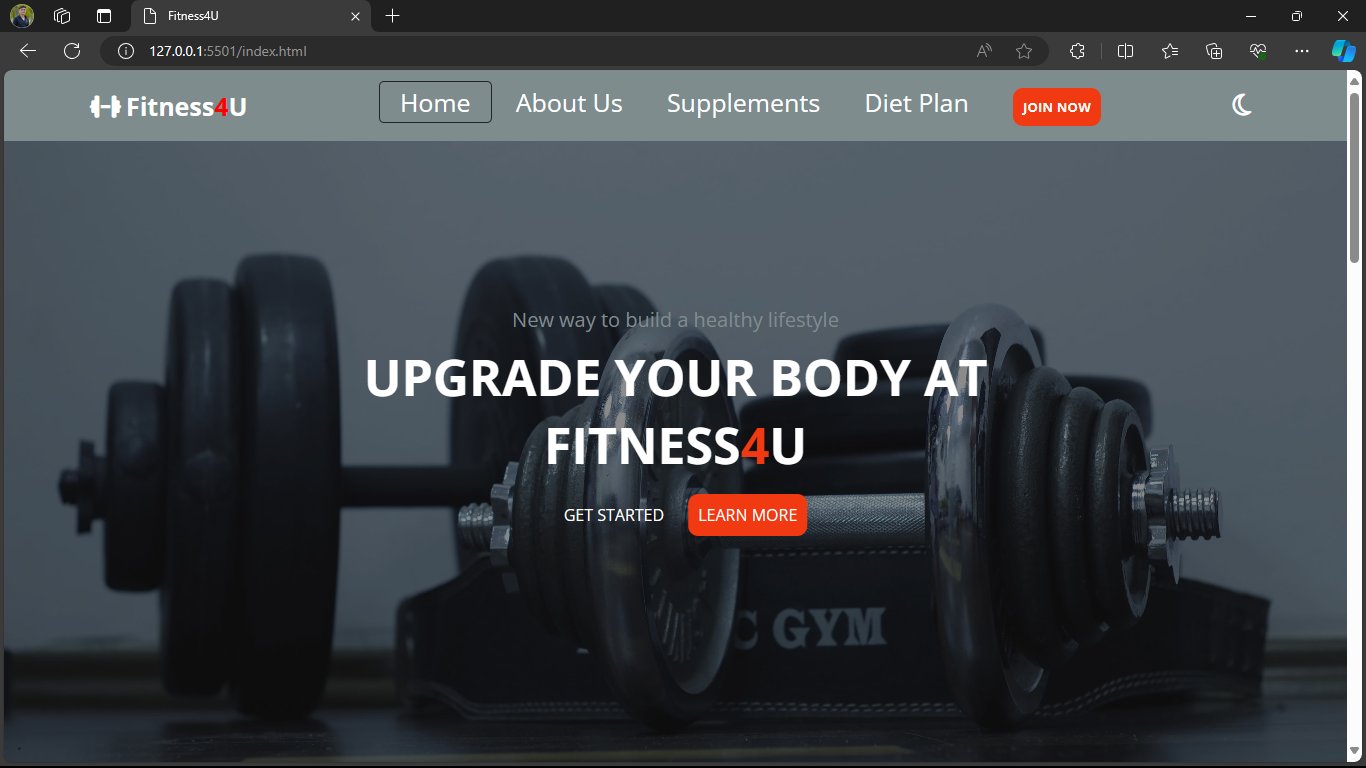 Fitness4U
127.0.0.1:5501/index.html
Fitness4U
Home
About Us
Supplements
Diet Plan
JOIN NOW
New way to build a healthy lifestyle
UPGRADE YOUR BODY AT
FITNESS4U
GET STARTED
LEARN MORE
C GYM